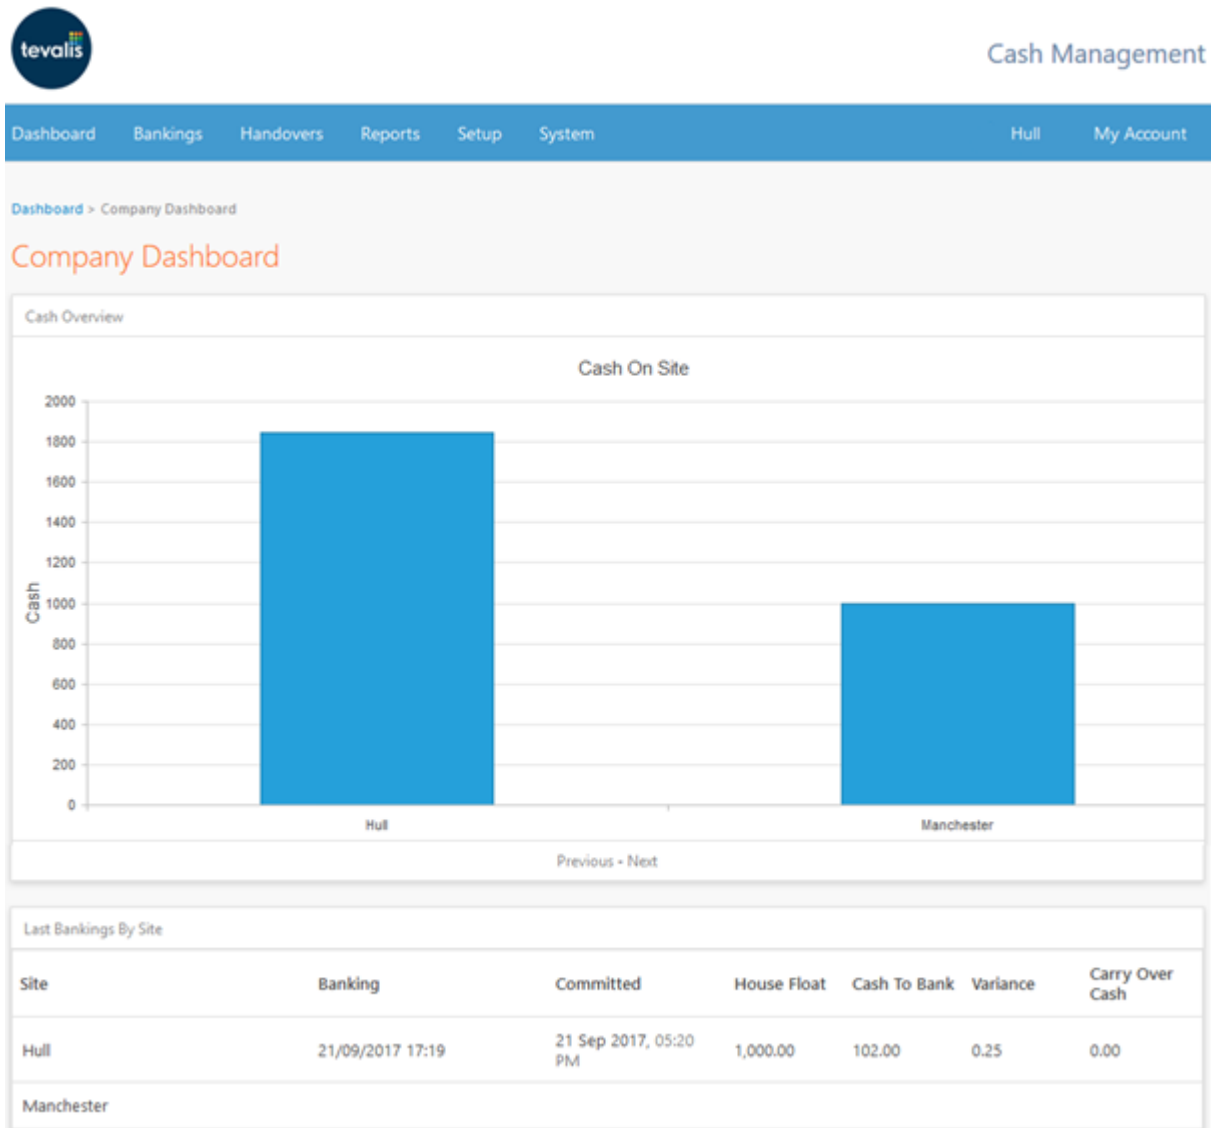 tevalis
Cash Management
Dashboard Bankings Handovers Reports Setup System Hull My Account
Dashboard > Company Dashboard
Company Dashboard
Cash Overview
Cash On Site
2000
1800
1600
1400
1200
1000
800
600
400
200
0
Cash
Hull Manchester
Previous - Next
Last Bankings By Site
Site Banking Committed House Float Cash To Bank Variance Carry Over Cash
Hull 21/09/2017 17:19 21 Sep 2017, 05:20 PM 1,000.00 102.00 0.25 0.00
Manchester